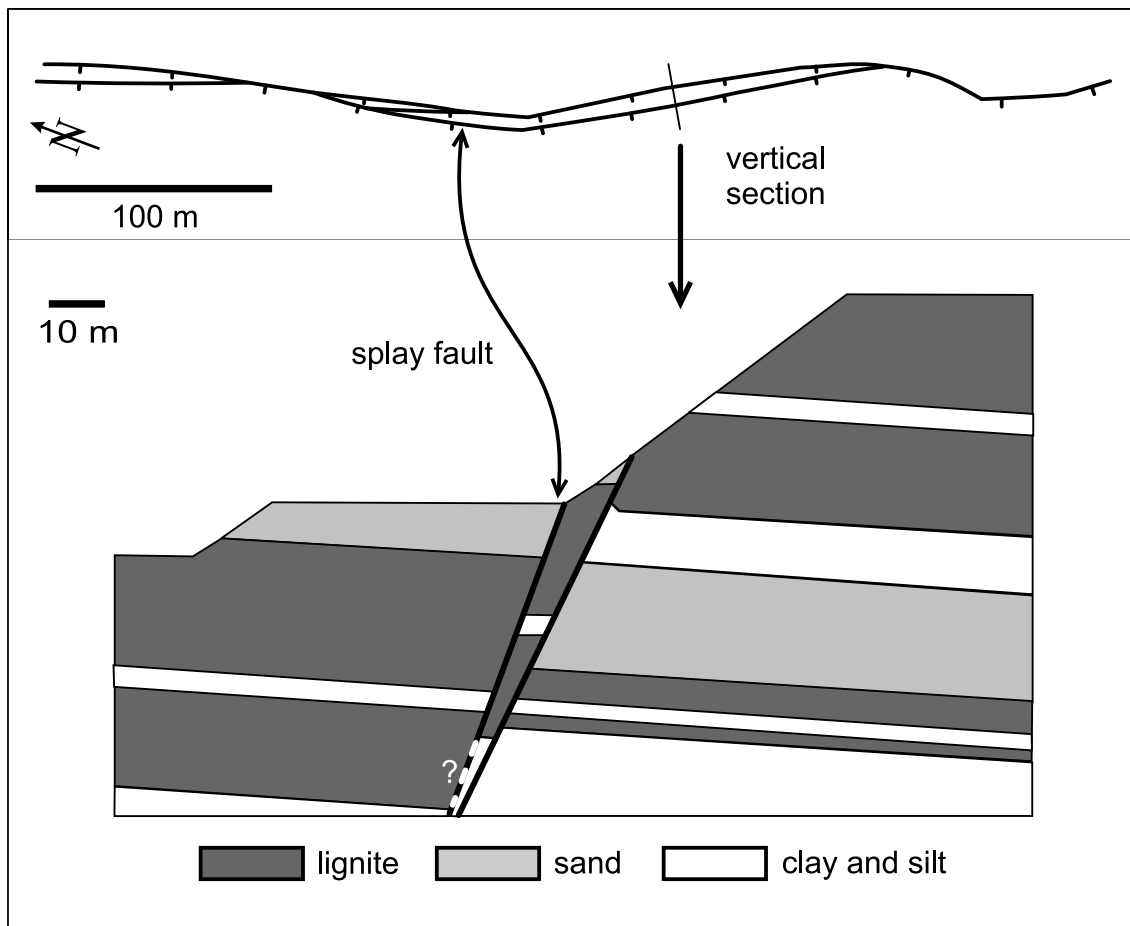 N
100 m
vertical
section
10 m
splay fault
?
lignite
sand
clay and silt